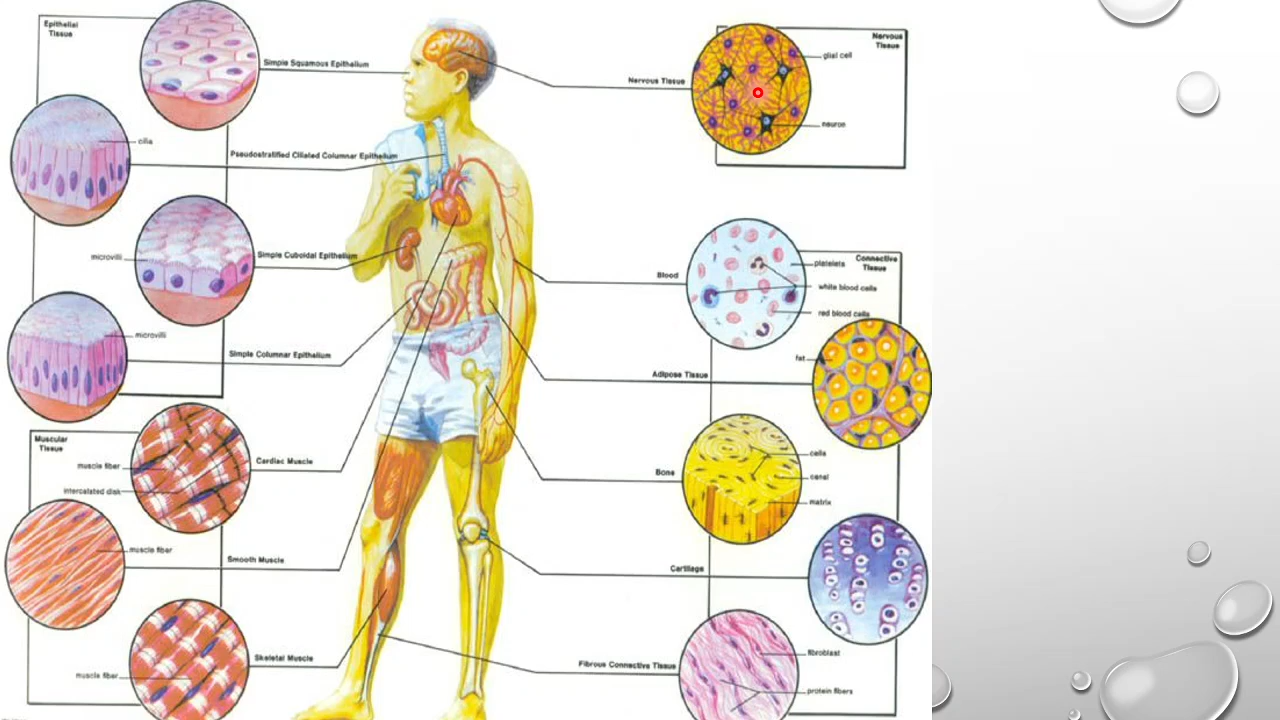 Epithelial
Tissue
Simple Squamous Epithelium
cilia
Pseudostratified Ciliated Columnar Epithelium
microvilli
Simple Cuboidal Epithelium
microvilli
Simple Columnar Epithelium
Muscular
Tissue
muscle fiber
intercalated disk
Cardiac Muscle
muscle fiber
Smooth Muscle
muscle fiber
Skeletal Muscle
Nervous
Tissue
glial cell
Nervous Tissue
neuron
Connective
Tissue
Blood
platelets
white blood cells
red blood cells
fat
Adipose Tissue
Bone
cells
canal
matrix
Cartilage
Fibrous Connective Tissue
fibroblast
protein fibers